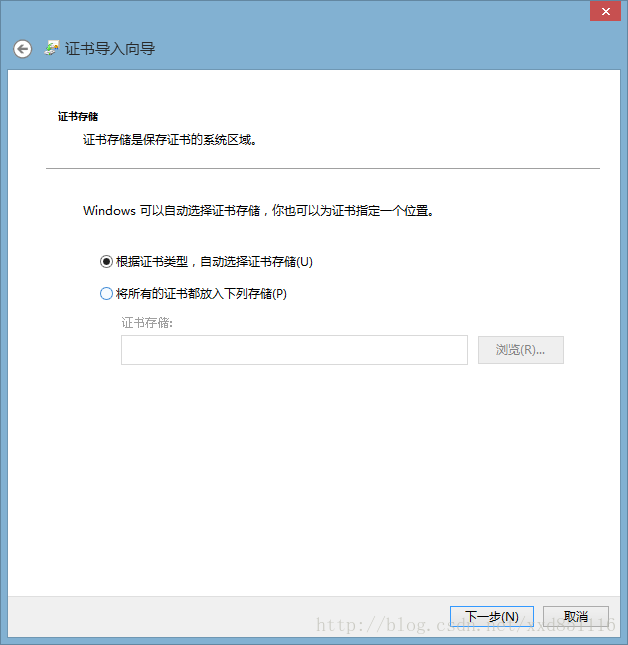 证书导入向导
证书存储
证书存储是保存证书的系统区域。
Windows 可以自动选择证书存储，你也可以为证书指定一个位置。
根据证书类型，自动选择证书存储(U)
将所有的证书都放入下列存储(P)
证书存储:
浏览(R)...
下一步(N)
取消